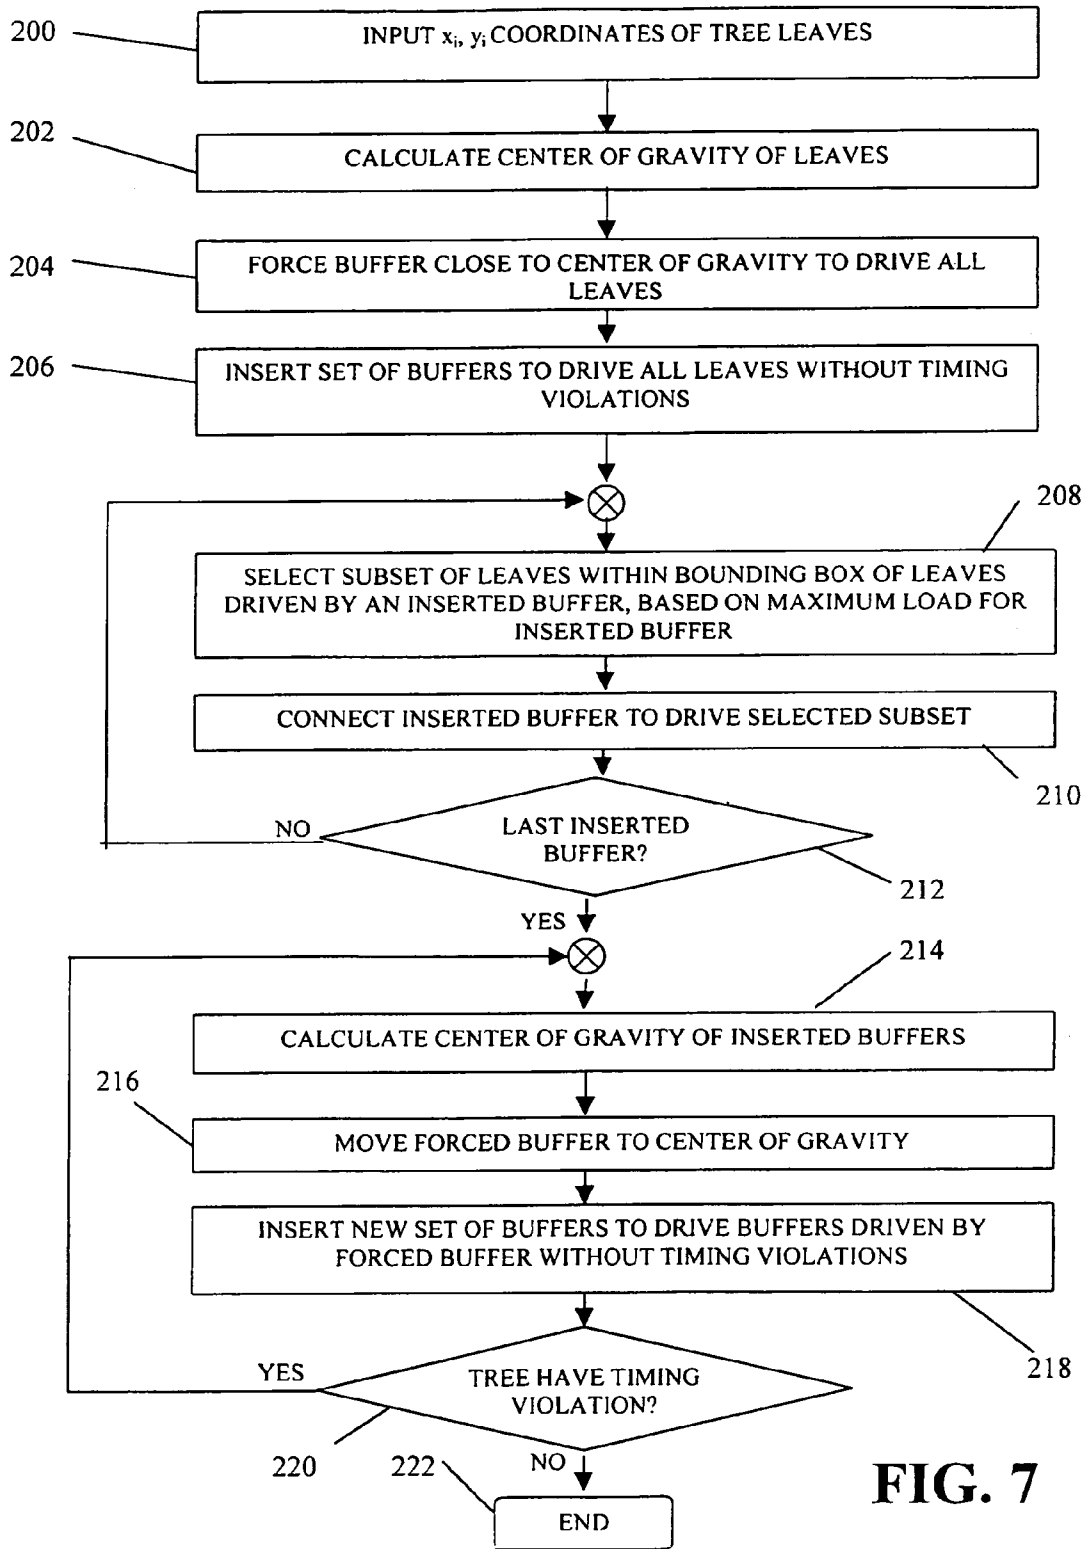 200
INPUT xi, yi COORDINATES OF TREE LEAVES
202
CALCULATE CENTER OF GRAVITY OF LEAVES
204
FORCE BUFFER CLOSE TO CENTER OF GRAVITY TO DRIVE ALL
LEAVES
206
INSERT SET OF BUFFERS TO DRIVE ALL LEAVES WITHOUT TIMING
VIOLATIONS
208
SELECT SUBSET OF LEAVES WITHIN BOUNDING BOX OF LEAVES
DRIVEN BY AN INSERTED BUFFER, BASED ON MAXIMUM LOAD FOR
INSERTED BUFFER
CONNECT INSERTED BUFFER TO DRIVE SELECTED SUBSET
210
NO
LAST INSERTED
BUFFER?
212
YES
214
CALCULATE CENTER OF GRAVITY OF INSERTED BUFFERS
216
MOVE FORCED BUFFER TO CENTER OF GRAVITY
INSERT NEW SET OF BUFFERS TO DRIVE BUFFERS DRIVEN BY
FORCED BUFFER WITHOUT TIMING VIOLATIONS
218
YES
TREE HAVE TIMING
VIOLATION?
220
NO
222
END
FIG. 7